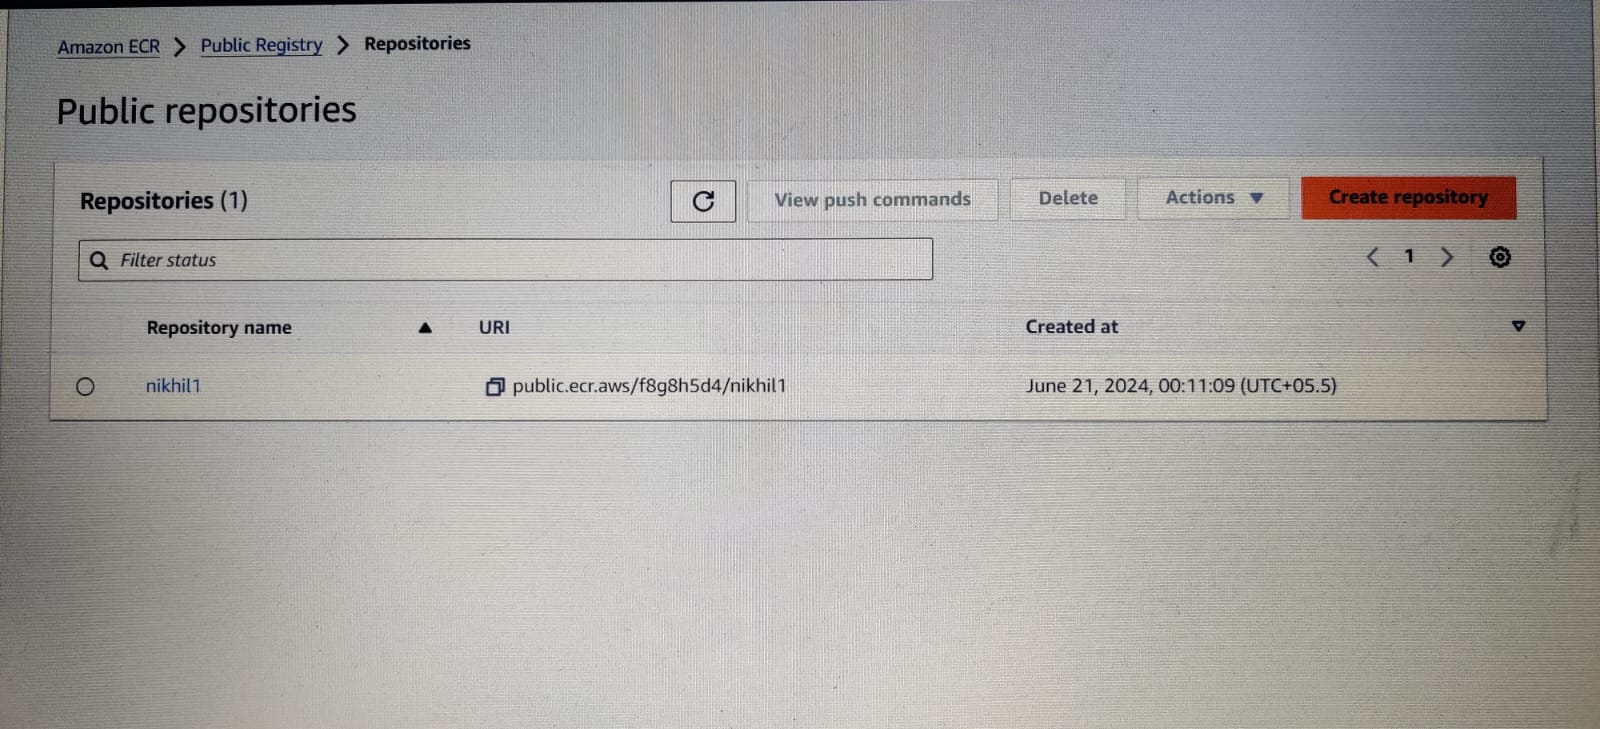 Amazon ECR > Public Registry > Repositories
Public repositories
Repositories (1)
View push commands
Delete
Actions
Create repository
Filter status
< 1 >
Repository name
URI
Created at
nikhil1
public.ecr.aws/f8g8h5d4/nikhil1
June 21, 2024, 00:11:09 (UTC+05.5)